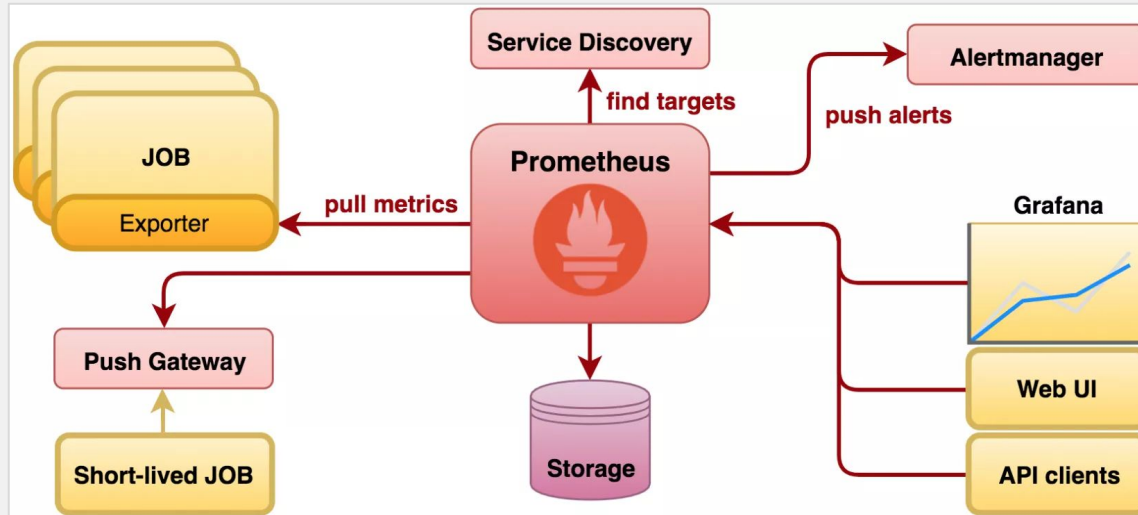 Service Discovery
Alertmanager
find targets
push alerts
Prometheus
JOB
Exporter
pull metrics
Grafana
Push Gateway
Web UI
Short-lived JOB
Storage
API clients